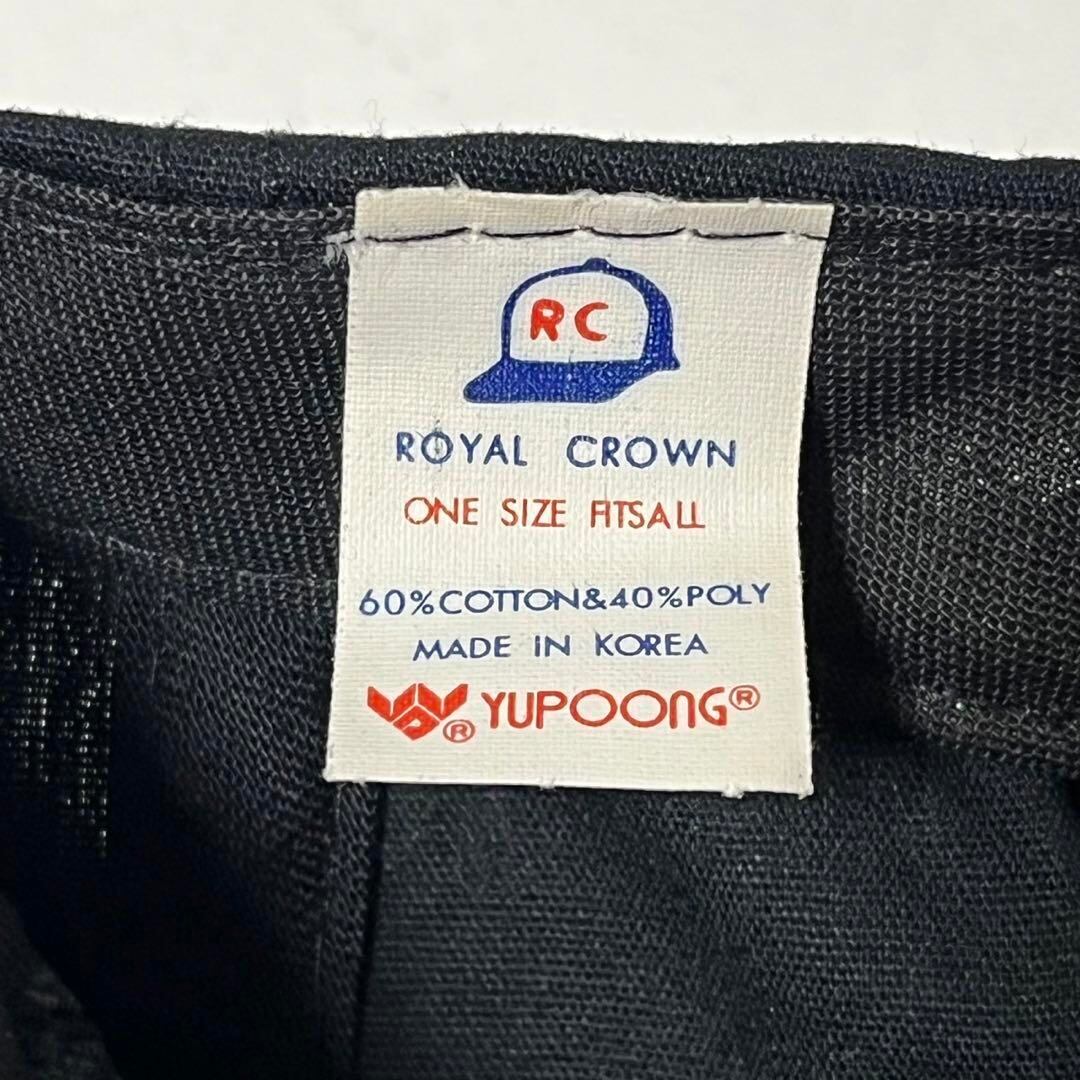 RC
ROYAL CROWN
ONE SIZE FITSALL
60%COTTON&40%POLY
MADE IN KOREA
® YUPOONG®